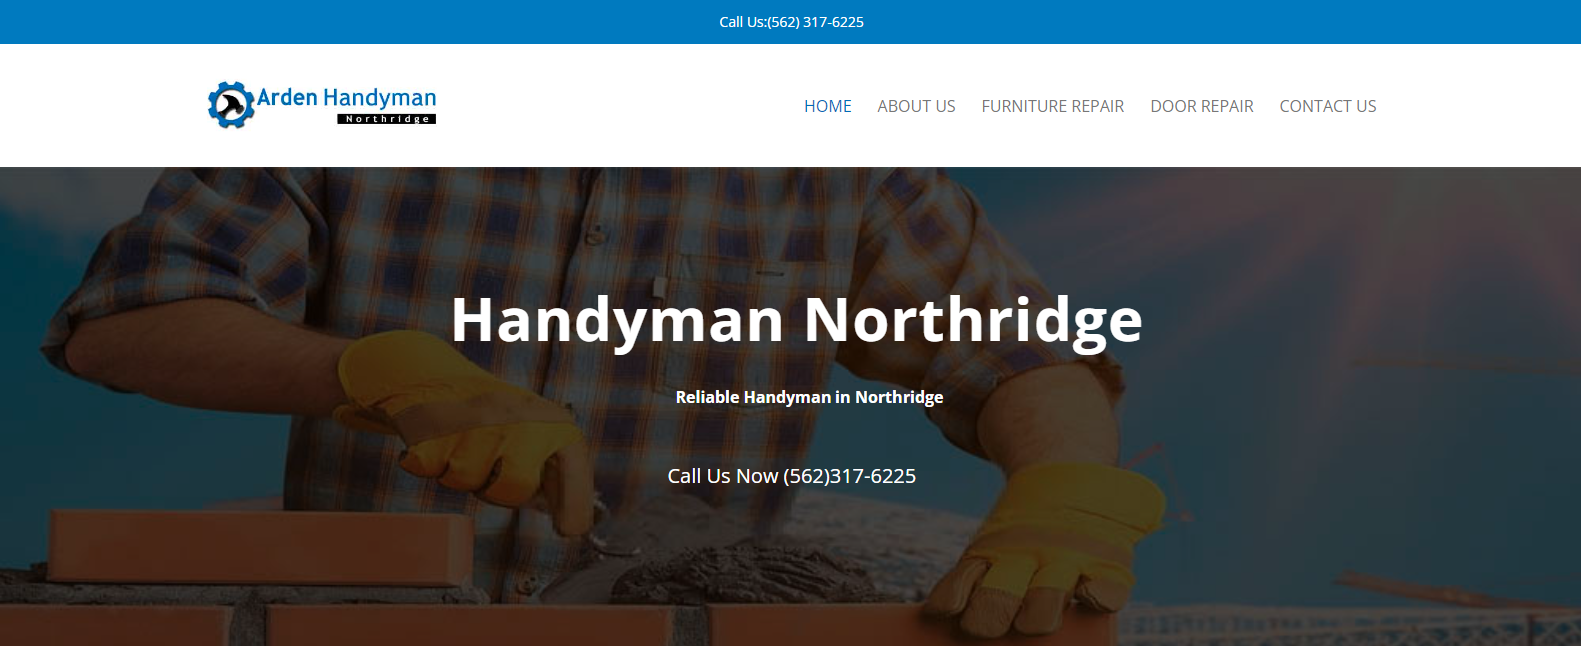 Call Us:(562) 317-6225
Arden Handyman
Northridge
HOME ABOUT US FURNITURE REPAIR DOOR REPAIR CONTACT US
Handyman Northridge
Reliable Handyman in Northridge
Call Us Now (562)317-6225